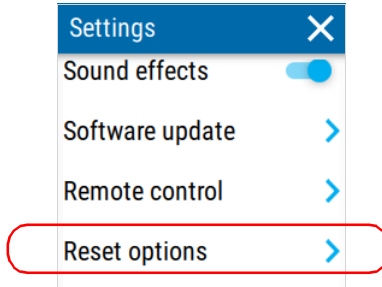 Settings
Sound effects
Software update
Remote control
Reset options